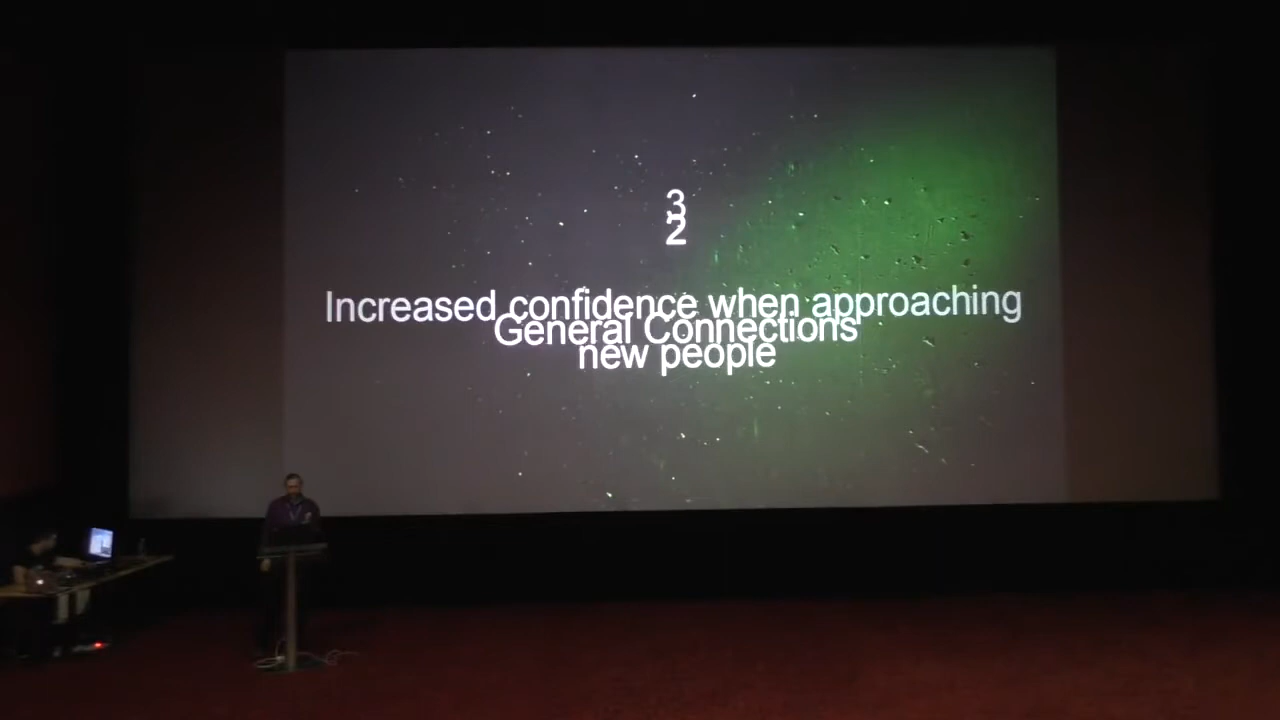 3
2
Increased confidence when approaching
General Connections
new people